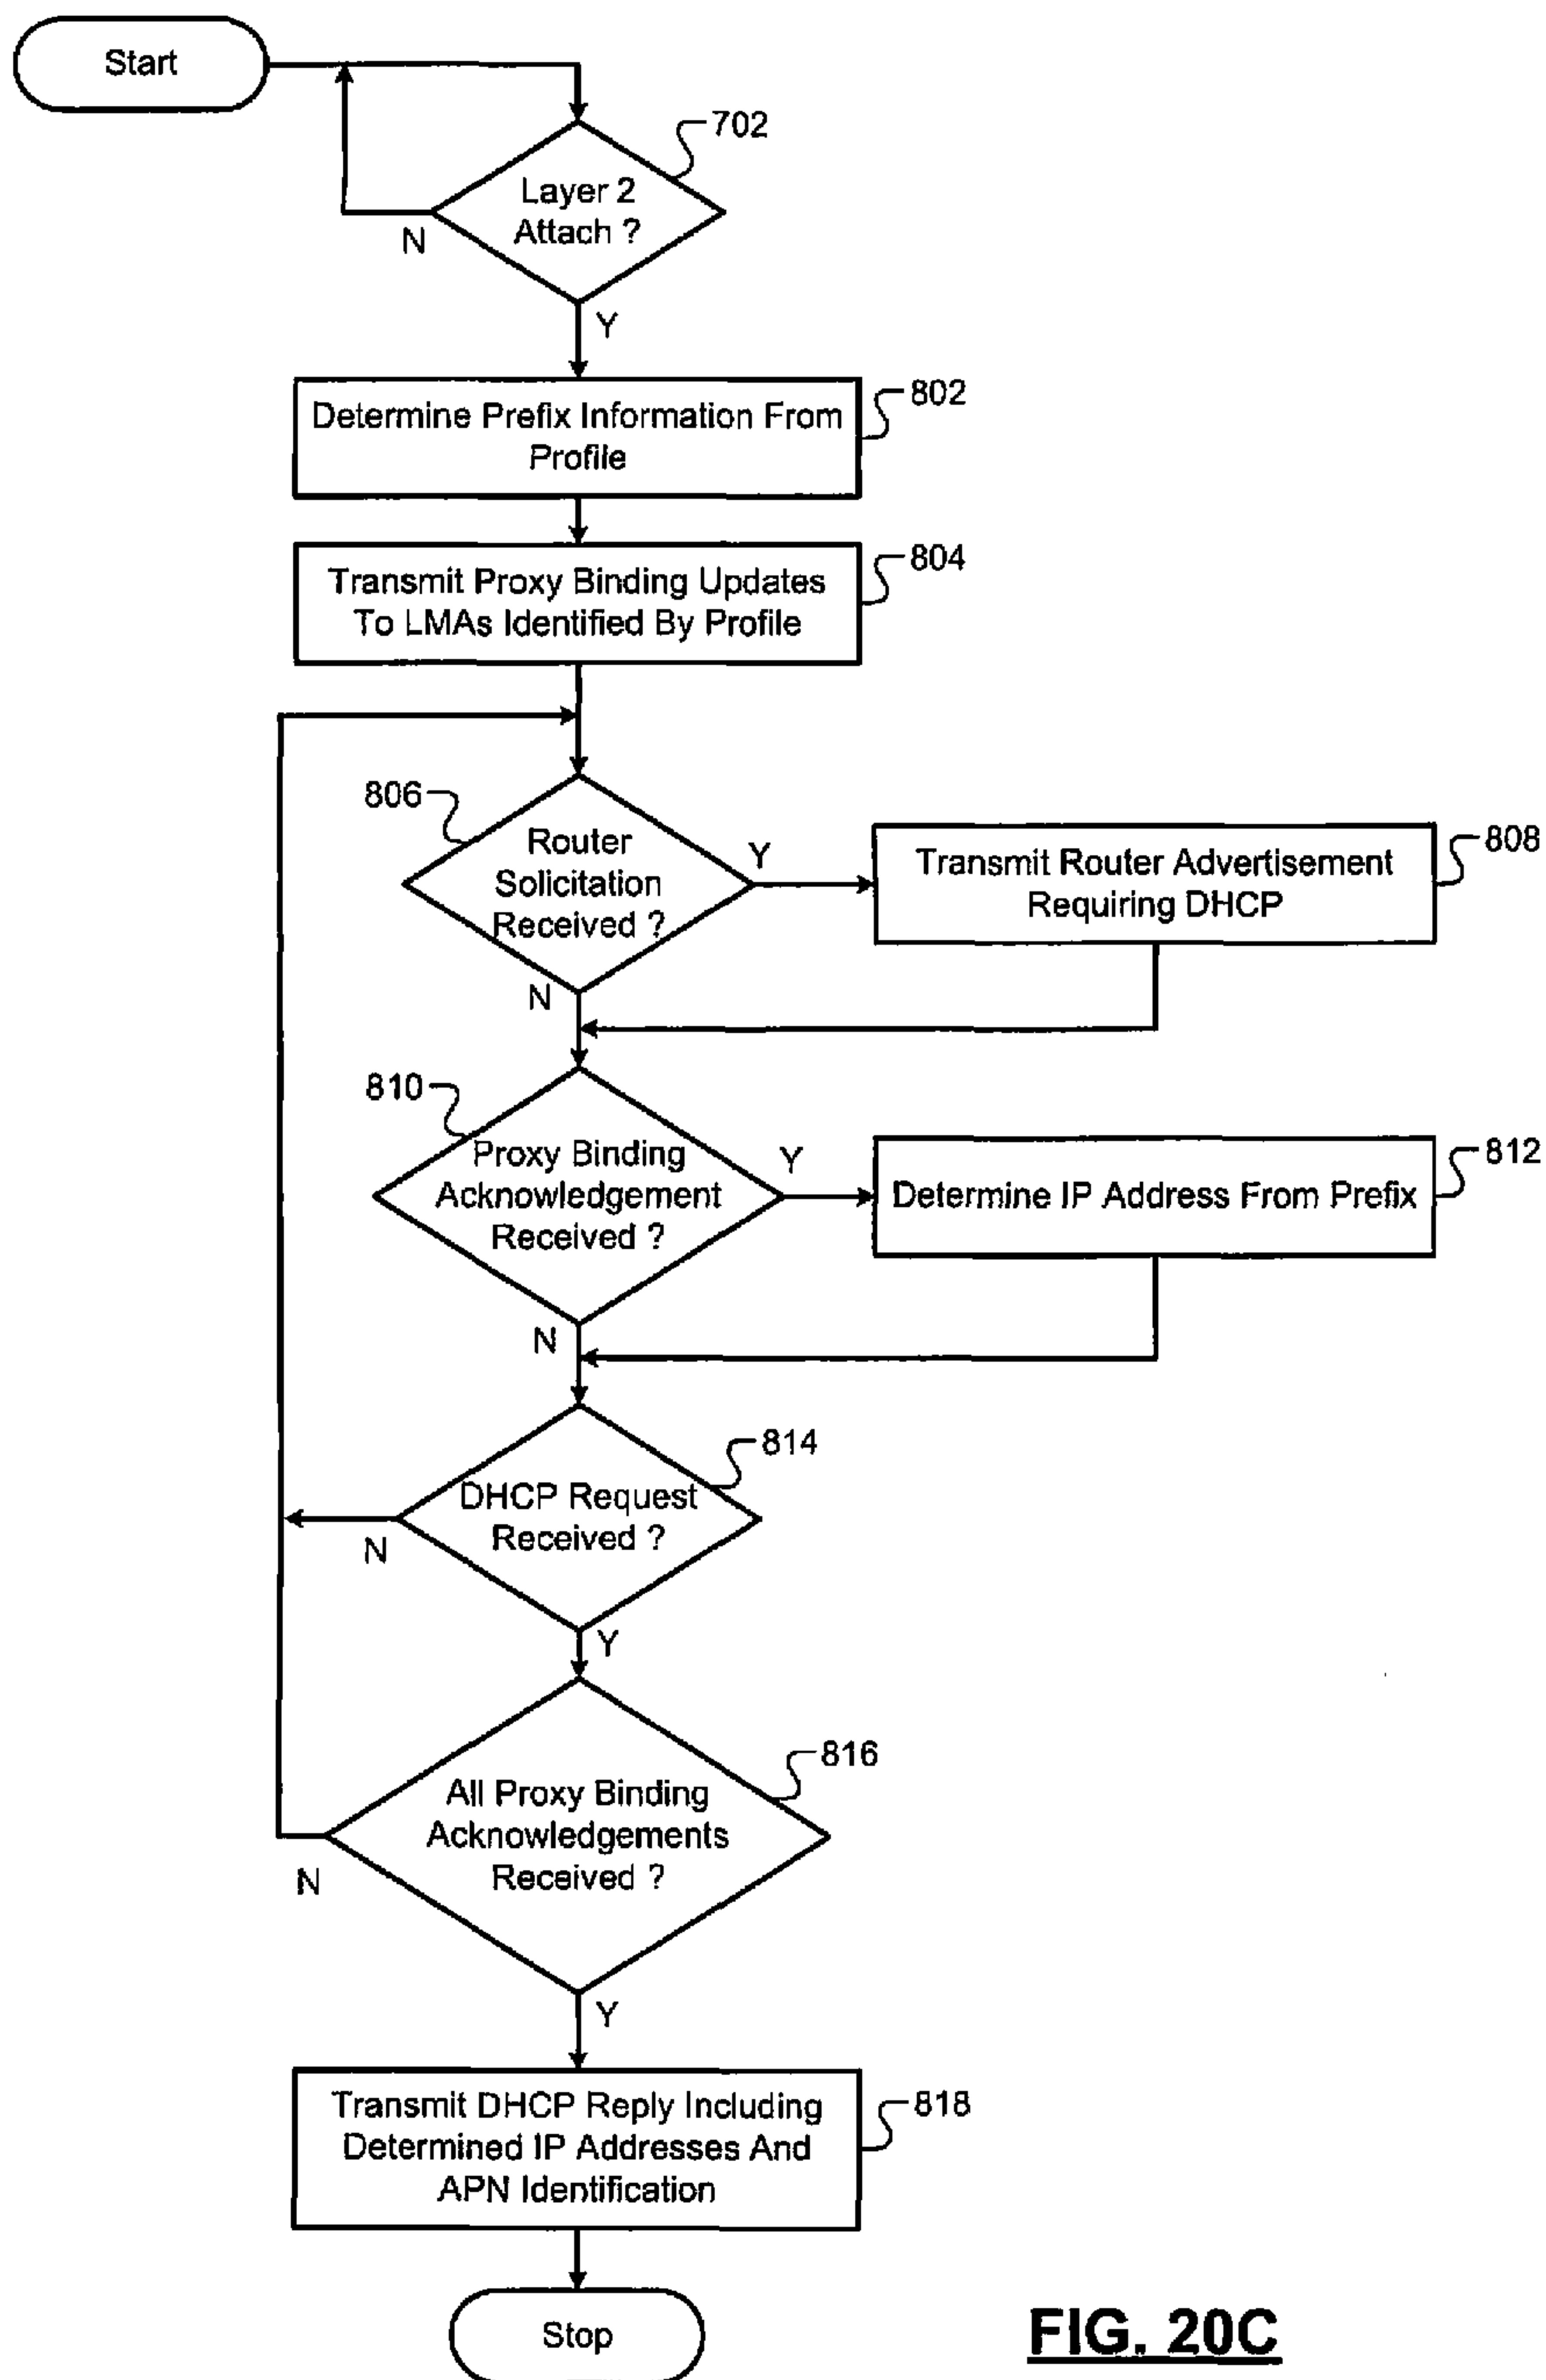 Start
702
Layer 2
Attach ?
N
Y
Determine Prefix Information From
Profile
802
Transmit Proxy Binding Updates
To LMAs Identified By Profile
804
806
Router
Solicitation
Received ?
Y
N
Transmit Router Advertisement
Requiring DHCP
808
810
Proxy Binding
Acknowledgement
Received ?
Y
N
Determine IP Address From Prefix
812
814
DHCP Request
Received ?
N
Y
816
All Proxy Binding
Acknowledgements
Received ?
N
Y
Transmit DHCP Reply Including
Determined IP Addresses And
APN Identification
818
Stop
FIG. 20C